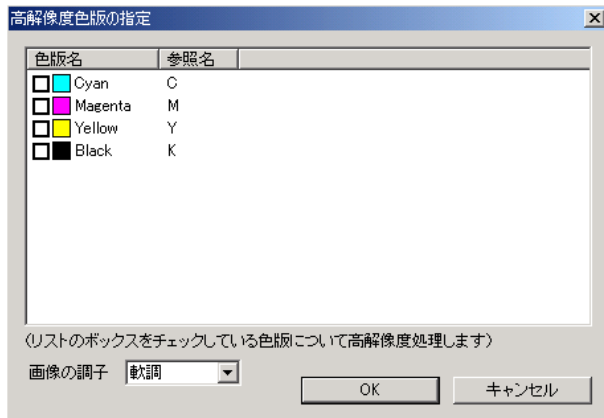 高解像度色版の指定
色版名 参照名
Cyan C
Magenta M
Yellow Y
Black K
(リストのボックスをチェックしている色版について高解像度処理します)
画像の調子 軟調
OK キャンセル